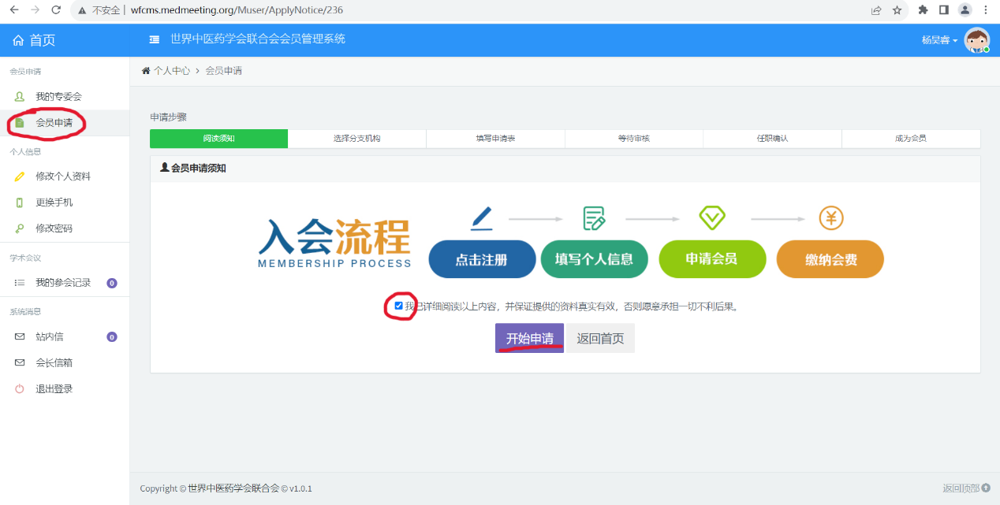 不安全 | wfcms.medmeeting.org/Muser/ApplyNotice/236
首页
世界中医药学会联合会会员管理系统
杨昊睿
会员申请
我的专委会
会员申请
个人信息
修改个人资料
更换手机
修改密码
学术会议
我的参会记录 0
系统消息
站内信 0
会长信箱
退出登录
个人中心 > 会员申请
申请步骤
阅读须知 选择分支机构 填写申请表 等待审核 任职确认 成为会员
会员申请须知
入会流程
MEMBERSHIP PROCESS
点击注册 填写个人信息 申请会员 缴纳会费
我已详细阅读以上内容，并保证提供的资料真实有效，否则愿意承担一切不利后果。
开始申请 返回首页
Copyright © 世界中医药学会联合会 © v1.0.1
返回顶部